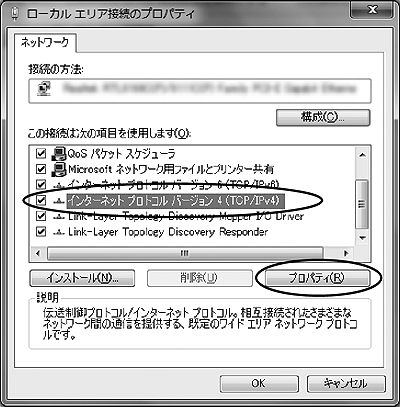 ローカル エリア接続のプロパティ
ネットワーク
接続の方法:
構成(C)...
この接続は次の項目を使用します(O):
QoS パケット スケジューラ
Microsoft ネットワーク用ファイルとプリンター共有
インターネット プロトコル バージョン 6 (TCP/IPv6)
インターネット プロトコル バージョン 4 (TCP/IPv4)
Link-Layer Topology Discovery Mapper I/O Driver
Link-Layer Topology Discovery Responder
インストール(N)...
削除(U)
プロパティ(R)
説明
伝送制御プロトコル/インターネット プロトコル。相互接続されたさまざまな
ネットワーク間の通信を提供する、既定のワイド エリア ネットワーク プロトコ
ルです。
OK
キャンセル